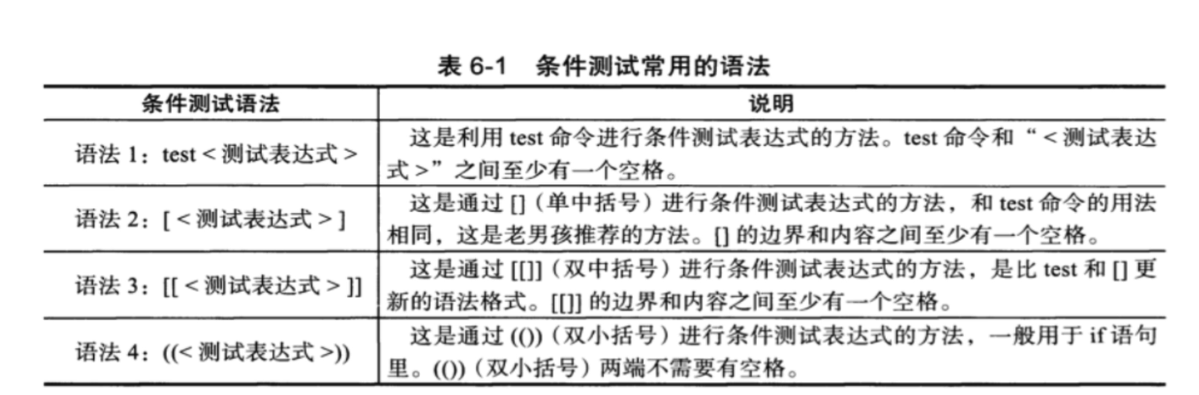 表 6-1 条件测试常用的语法
条件测试语法 说明
语法 1：test < 测试表达式 >
这是利用 test 命令进行条件测试表达式的方法。test 命令和“ < 测试表达
式 >”之间至少有一个空格。
语法 2：[ < 测试表达式 > ]
这是通过 []（单中括号）进行条件测试表达式的方法，和 test 命令的用法
相同，这是老男孩推荐的方法。[] 的边界和内容之间至少有一个空格。
语法 3：[[ < 测试表达式 > ]]
这是通过 [[]]（双中括号）进行条件测试表达式的方法，是比 test 和 [] 更
新的语法格式。[[]] 的边界和内容之间至少有一个空格。
语法 4：((< 测试表达式 >))
这是通过 (())（双小括号）进行条件测试表达式的方法，一般用于 if 语句
里。(())（双小括号）两端不需要有空格。